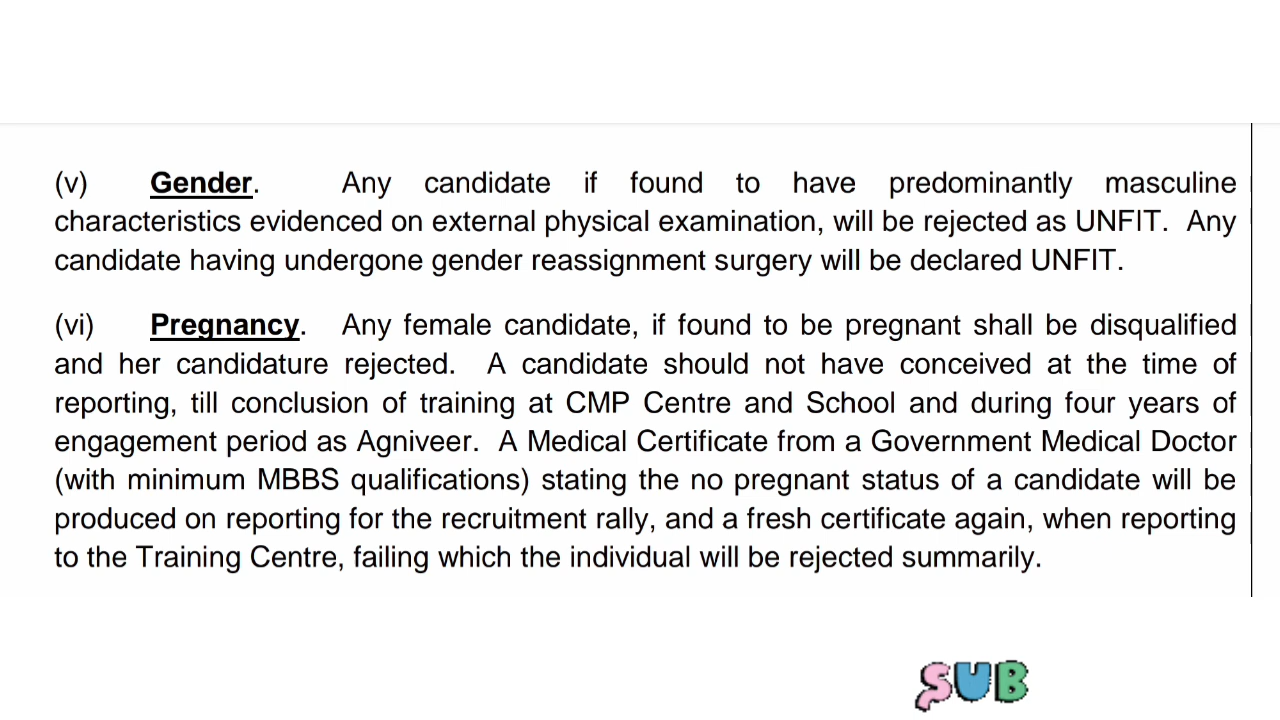 (v) Gender. Any candidate if found to have predominantly masculine
characteristics evidenced on external physical examination, will be rejected as UNFIT. Any
candidate having undergone gender reassignment surgery will be declared UNFIT.
(vi) Pregnancy. Any female candidate, if found to be pregnant shall be disqualified
and her candidature rejected. A candidate should not have conceived at the time of
reporting, till conclusion of training at CMP Centre and School and during four years of
engagement period as Agniveer. A Medical Certificate from a Government Medical Doctor
(with minimum MBBS qualifications) stating the no pregnant status of a candidate will be
produced on reporting for the recruitment rally, and a fresh certificate again, when reporting
to the Training Centre, failing which the individual will be rejected summarily.
SUB